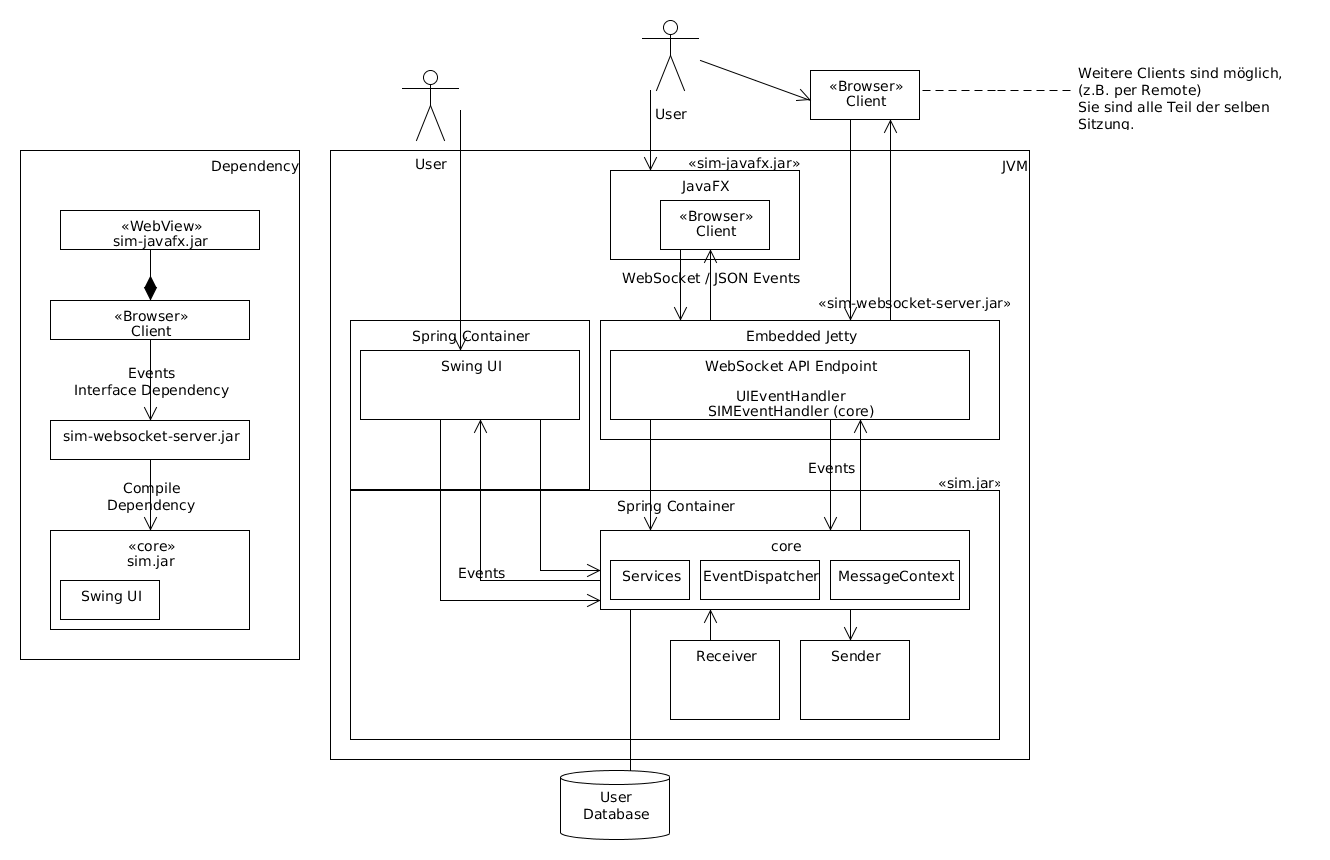 User
User
«Browser»
Client
Weitere Clients sind möglich,
(z.B. per Remote)
Sie sind alle Teil der selben
Sitzung.
Dependency
«WebView»
sim-javafx.jar
«Browser»
Client
Events
Interface Dependency
sim-websocket-server.jar
Compile
Dependency
«core»
sim.jar
Swing UI
JVM
«sim-javafx.jar»
JavaFX
«Browser»
Client
WebSocket / JSON Events
«sim-websocket-server.jar»
Spring Container
Swing UI
Embedded Jetty
WebSocket API Endpoint
UIEventHandler
SIMEventHandler (core)
Events
«sim.jar»
Spring Container
core
Services
EventDispatcher
MessageContext
Events
Receiver
Sender
User
Database